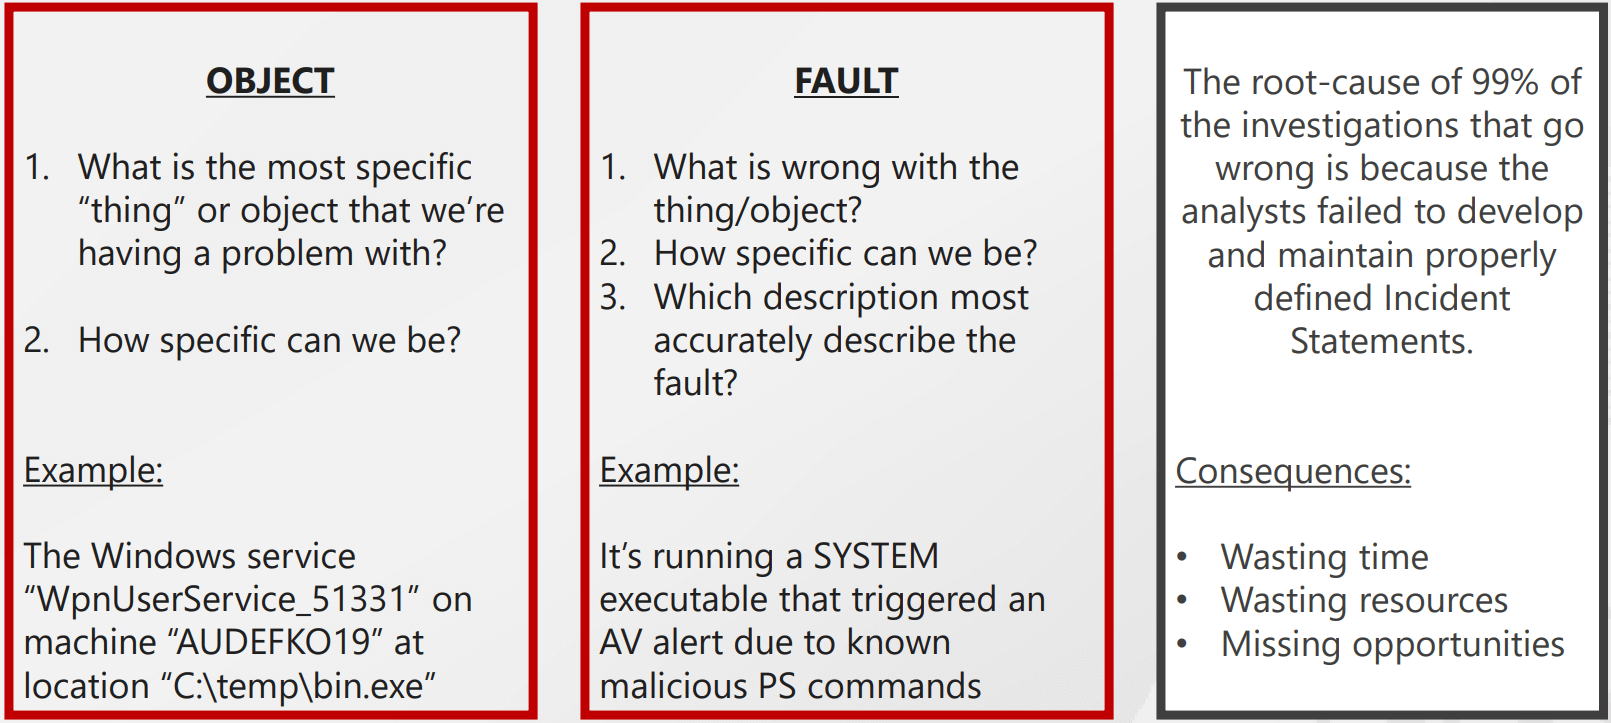 OBJECT
1. What is the most specific
“thing” or object that we’re
having a problem with?
2. How specific can we be?
Example:
The Windows service
“WpnUserService_51331” on
machine “AUDEFKO19” at
location “C:\temp\bin.exe”
FAULT
1. What is wrong with the
thing/object?
2. How specific can we be?
3. Which description most
accurately describe the
fault?
Example:
It’s running a SYSTEM
executable that triggered an
AV alert due to known
malicious PS commands
The root-cause of 99% of
the investigations that go
wrong is because the
analysts failed to develop
and maintain properly
defined Incident
Statements.
Consequences:
• Wasting time
• Wasting resources
• Missing opportunities